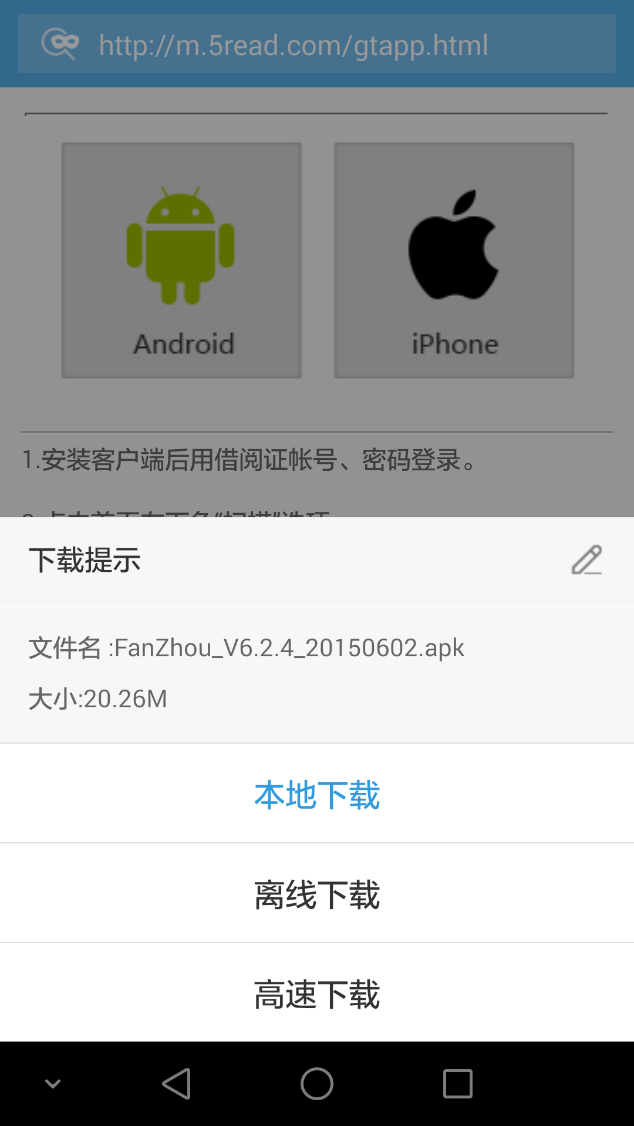 http://m.5read.com/gtapp.html
Android
iPhone
1.安装客户端后用借阅证帐号、密码登录。
下载提示
文件名 :FanZhou_V6.2.4_20150602.apk
大小:20.26M
本地下载
离线下载
高速下载